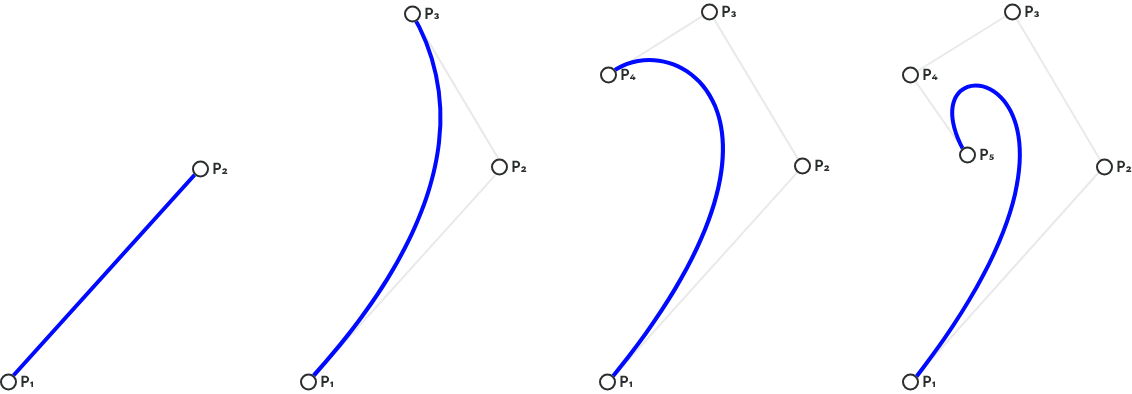 P₁ P₂
P₁ P₂ P₃
P₁ P₂ P₃ P₄
P₁ P₂ P₃ P₄ P₅